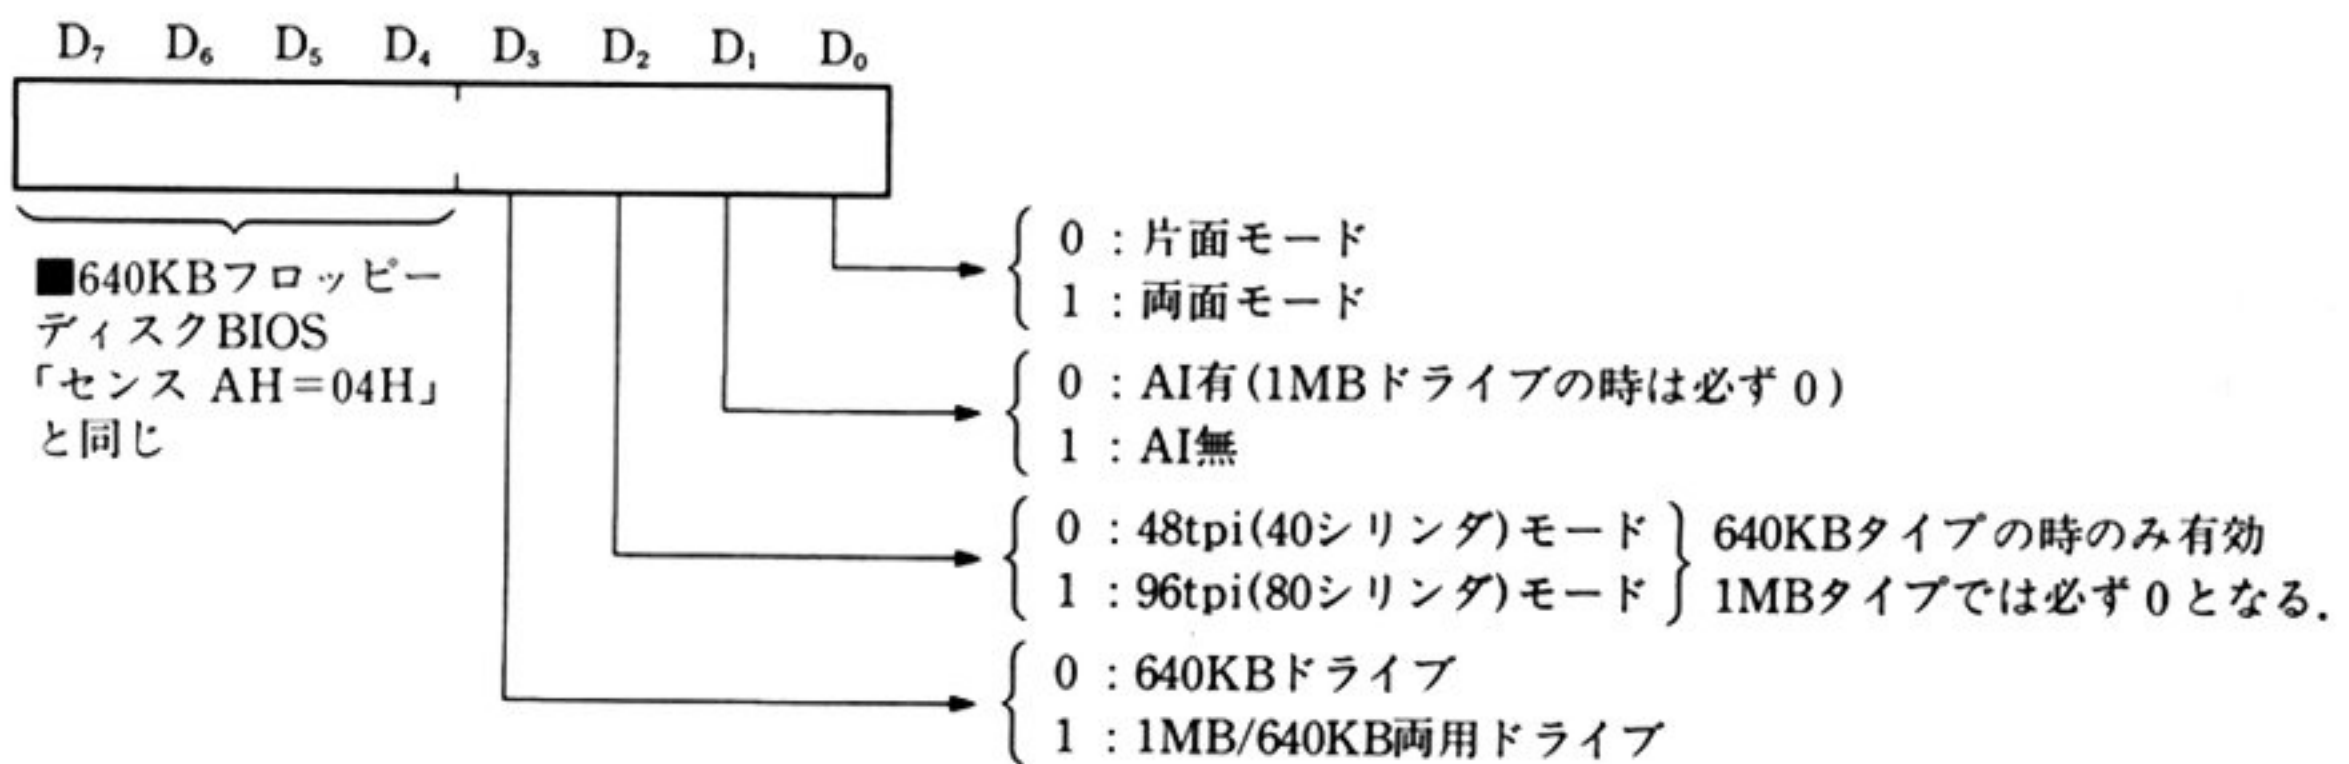 D₇ D₆ D₅ D₄ D₃ D₂ D₁ D₀
■640KBフロッピー
ディスクBIOS
「センス AH=04H」
と同じ
0 : 片面モード
1 : 両面モード
0 : AI有(1MBドライブの時は必ず0)
1 : AI無
0 : 48tpi(40シリンダ)モード
1 : 96tpi(80シリンダ)モード
640KBタイプの時のみ有効
1MBタイプでは必ず0となる.
0 : 640KBドライブ
1 : 1MB/640KB両用ドライブ